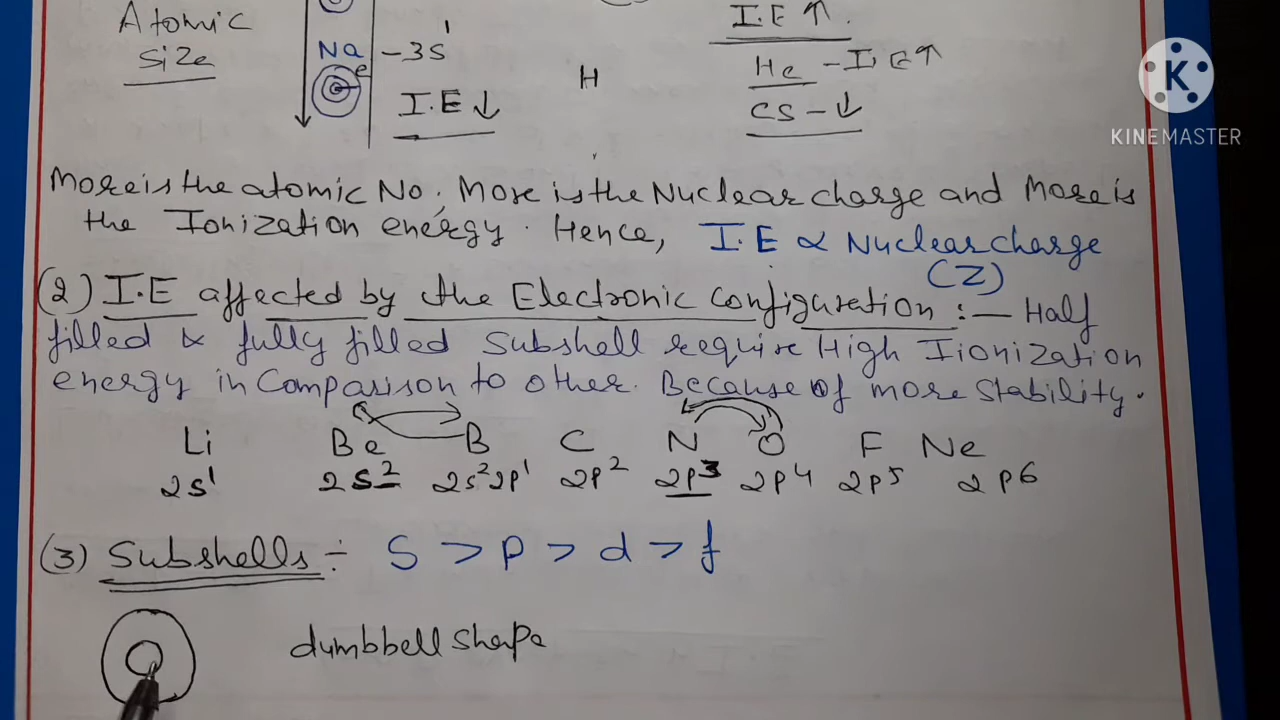 Atomic
Size
Na
e
-3s¹
I.E↓
H
I.E↑.
He -I.E↑
Cs-↓
K
KINEMASTER
More is the atomic No, More is the Nuclear charge and More is
the Ionization energy. Hence, I.E ∝ Nuclear charge
(Z)
(2) I.E affected by the Electronic configuration :— Half
filled & fully filled Subshell require High Iionization
energy in Comparison to other. Because of more stability.
Li Be B C N O F Ne
2s¹ 2s² 2s²2p¹ 2p² 2p³ 2p4 2p5 2p6
(3) Subshells ÷ S > p > d > f
dumbbell shape